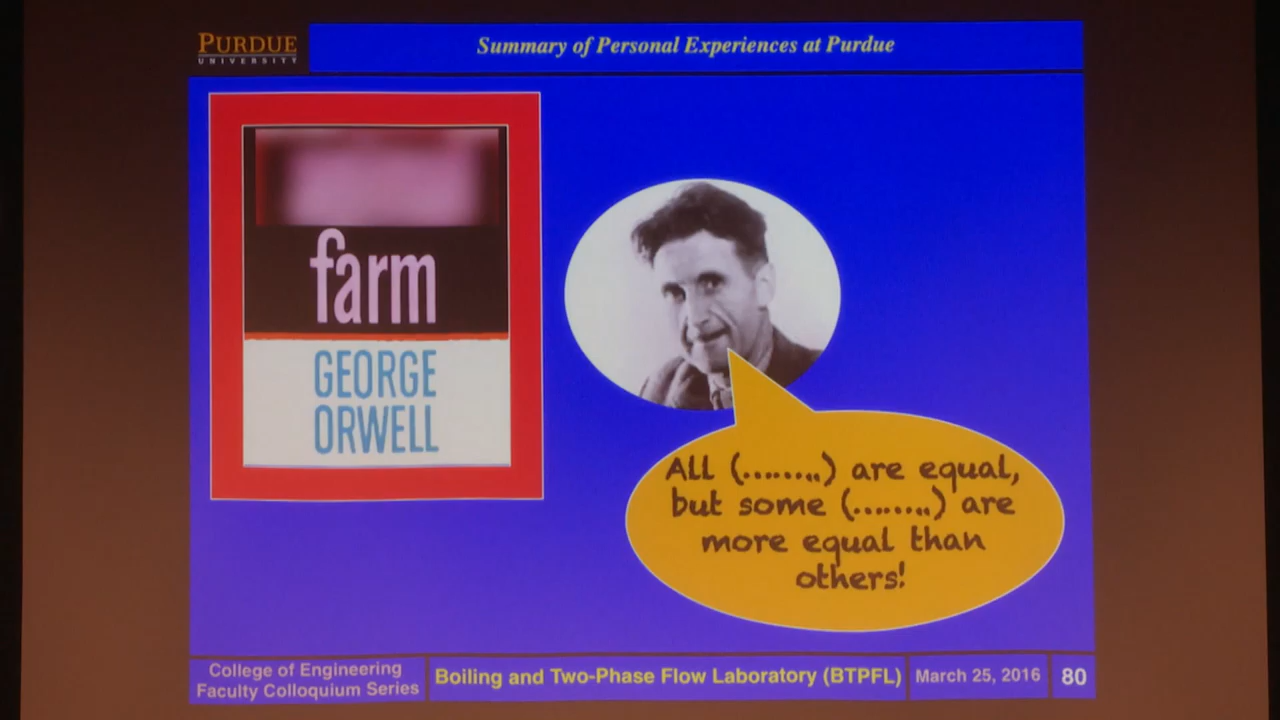 PURDUE
UNIVERSITY
Summary of Personal Experiences at Purdue
farm
GEORGE
ORWELL
All (........) are equal,
but some (........) are
more equal than
others!
College of Engineering
Faculty Colloquium Series
Boiling and Two-Phase Flow Laboratory (BTPFL)
March 25, 2016
80